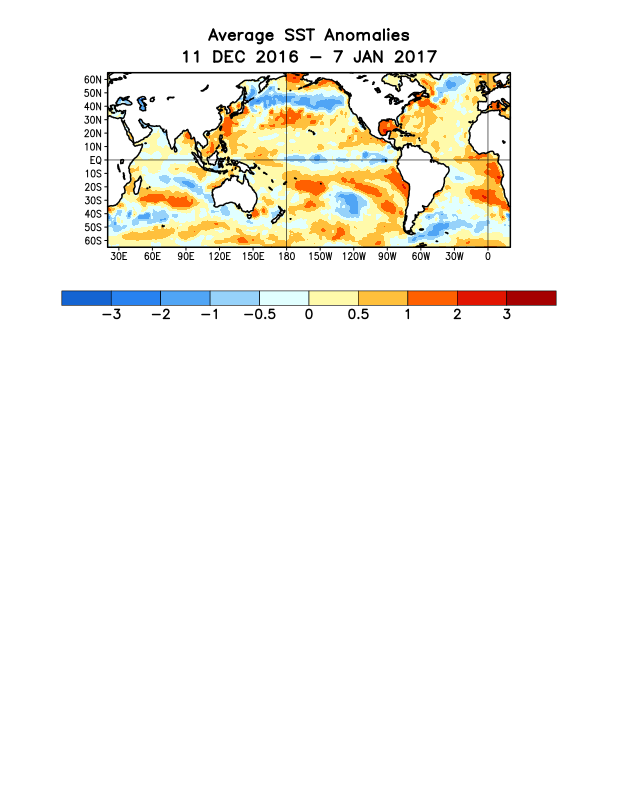 Average SST Anomalies
11 DEC 2016 – 7 JAN 2017
60N
50N
40N
30N
20N
10N
EQ
10S
20S
30S
40S
50S
60S
30E 60E 90E 120E 150E 180 150W 120W 90W 60W 30W 0
−3 −2 −1 −0.5 0 0.5 1 2 3